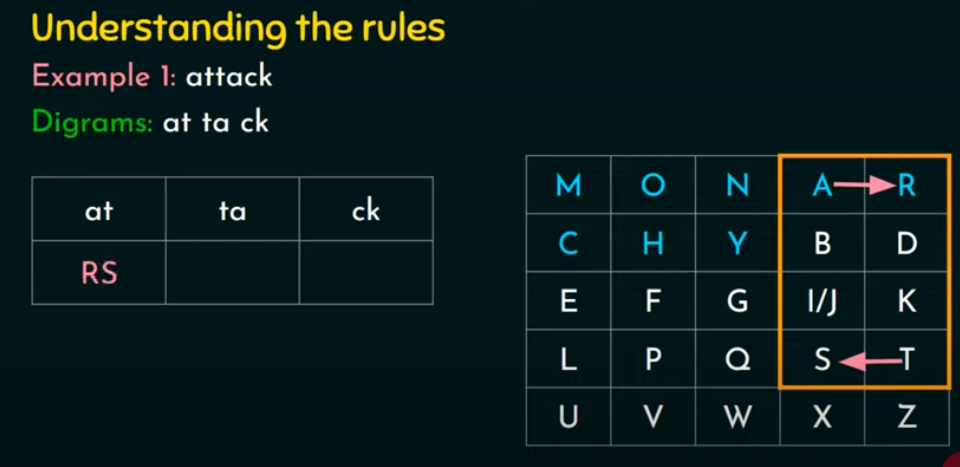 Understanding the rules
Example 1: attack
Digrams: at ta ck
at ta ck
RS
M O N A R
C H Y B D
E F G I/J K
L P Q S T
U V W X Z